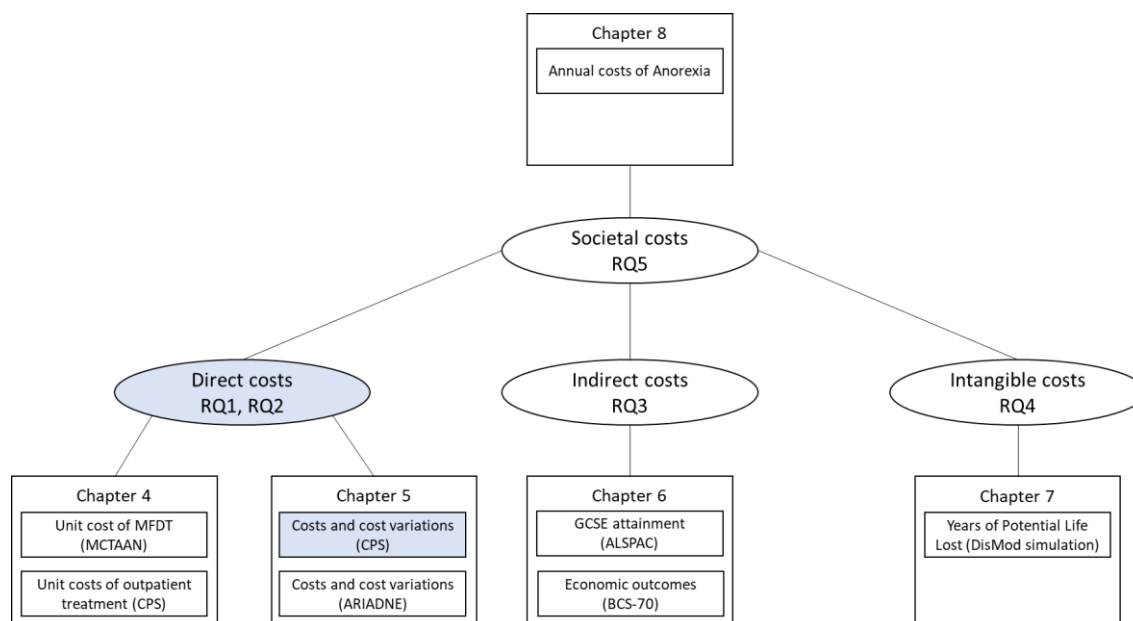 Chapter 8
Annual costs of Anorexia
Societal costs
RQ5
Direct costs
RQ1, RQ2
Indirect costs
RQ3
Intangible costs
RQ4
Chapter 4
Unit cost of MFDT
(MCTAAN)
Unit costs of outpatient
treatment (CPS)
Chapter 5
Costs and cost variations
(CPS)
Costs and cost variations
(ARIADNE)
Chapter 6
GCSE attainment
(ALSPAC)
Economic outcomes
(BCS-70)
Chapter 7
Years of Potential Life
Lost (DisMod simulation)